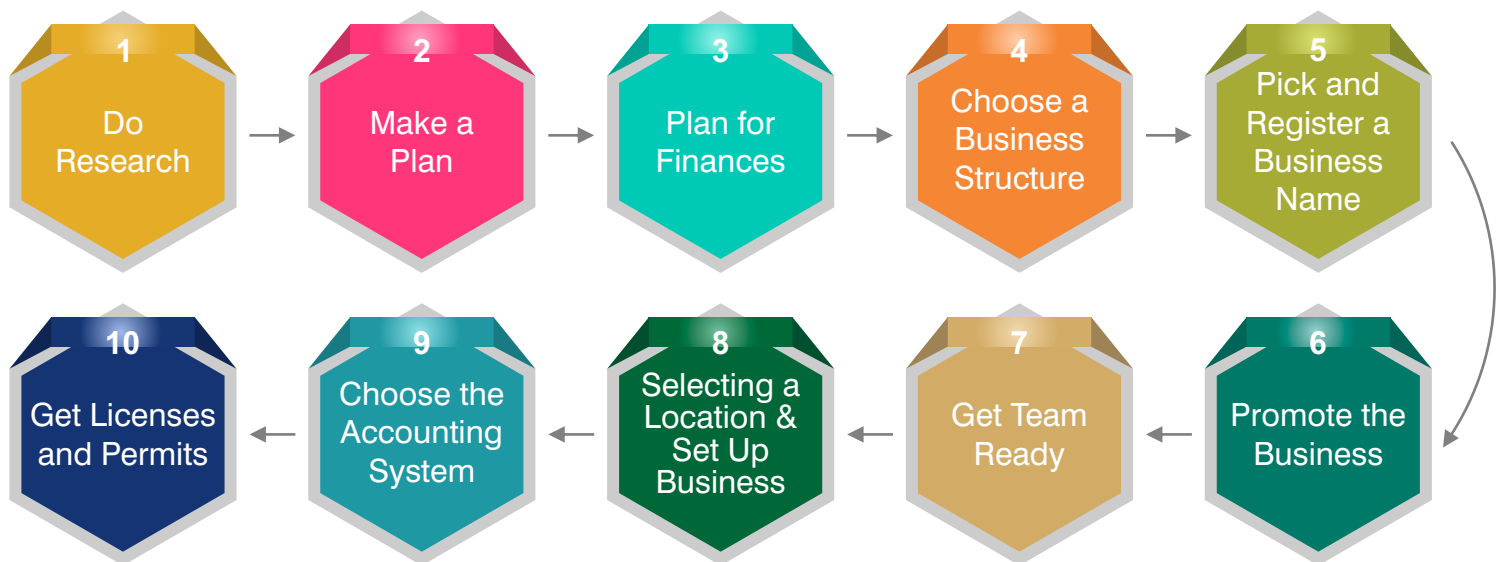 1
Do
Research
2
Make a
Plan
3
Plan for
Finances
4
Choose a
Business
Structure
5
Pick and
Register a
Business
Name
6
Promote the
Business
7
Get Team
Ready
8
Selecting a
Location &
Set Up
Business
9
Choose the
Accounting
System
10
Get Licenses
and Permits